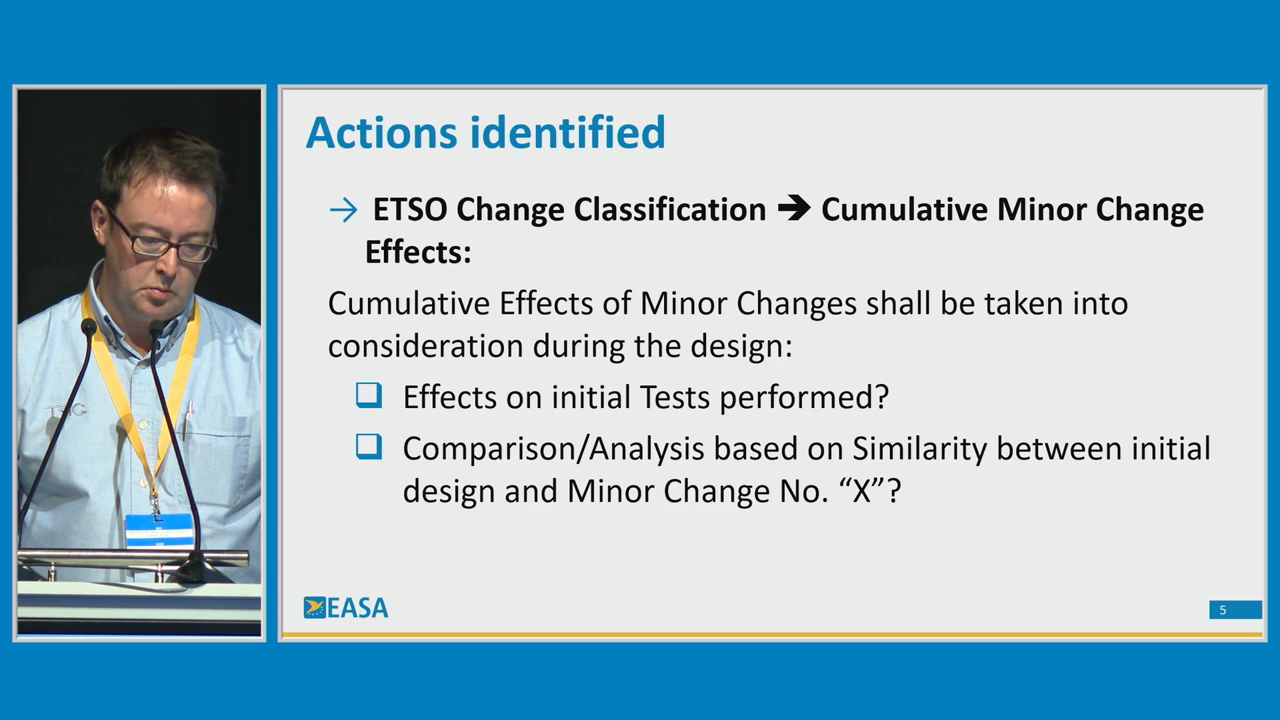 Actions identified
→ ETSO Change Classification ➔ Cumulative Minor Change
Effects:
Cumulative Effects of Minor Changes shall be taken into
consideration during the design:
❑ Effects on initial Tests performed?
❑ Comparison/Analysis based on Similarity between initial
design and Minor Change No. “X”?
EASA
5